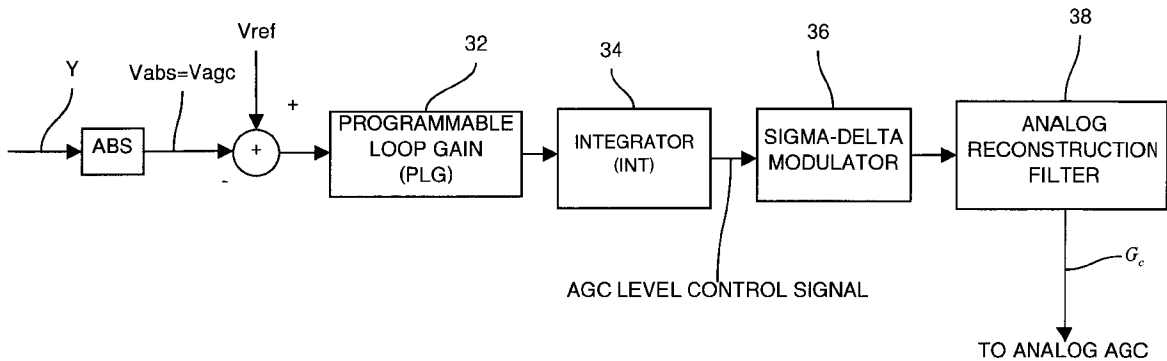 Y
Vabs=Vagc
Vref
32
34
36
38
ABS
+
+
-
PROGRAMMABLE
LOOP GAIN
(PLG)
INTEGRATOR
(INT)
SIGMA-DELTA
MODULATOR
ANALOG
RECONSTRUCTION
FILTER
AGC LEVEL CONTROL SIGNAL
Gc
TO ANALOG AGC